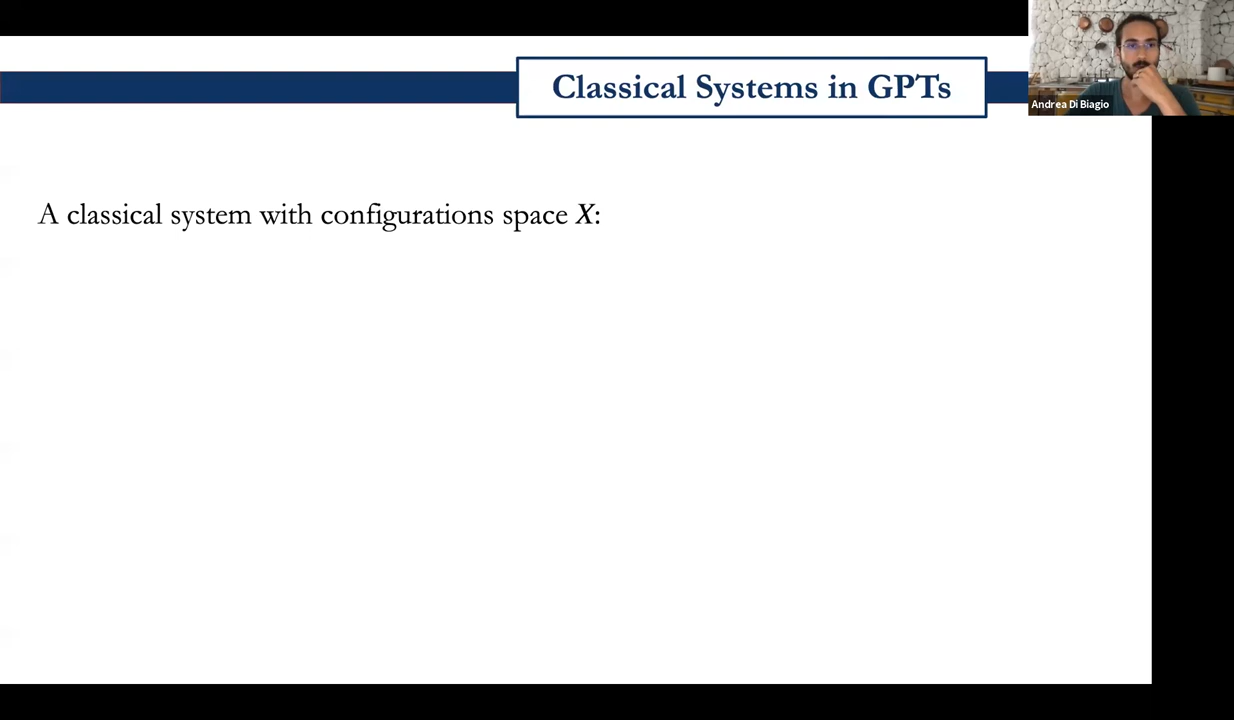 Classical Systems in GPTs
Andrea Di Biagio
A classical system with configurations space X: